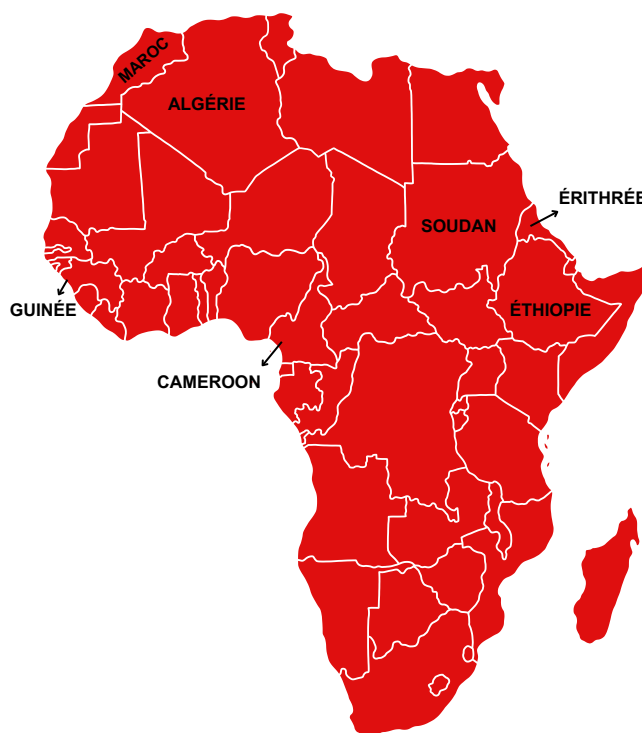 MAROC
ALGÉRIE
ÉRITHRÉE
SOUDAN
GUINÉE
ÉTHIOPIE
CAMEROON